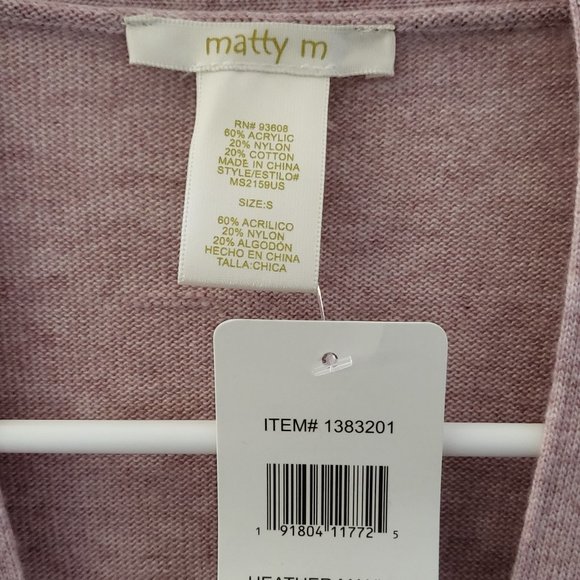 matty m
RN# 93608
60% ACRYLIC
20% NYLON
20% COTTON
MADE IN CHINA
STYLE/ESTILO#
MS2159US
SIZE:S
60% ACRILICO
20% NYLON
20% ALGODÓN
HECHO EN CHINA
TALLA:CHICA
ITEM# 1383201
1 91804 11772 5
HEATHER